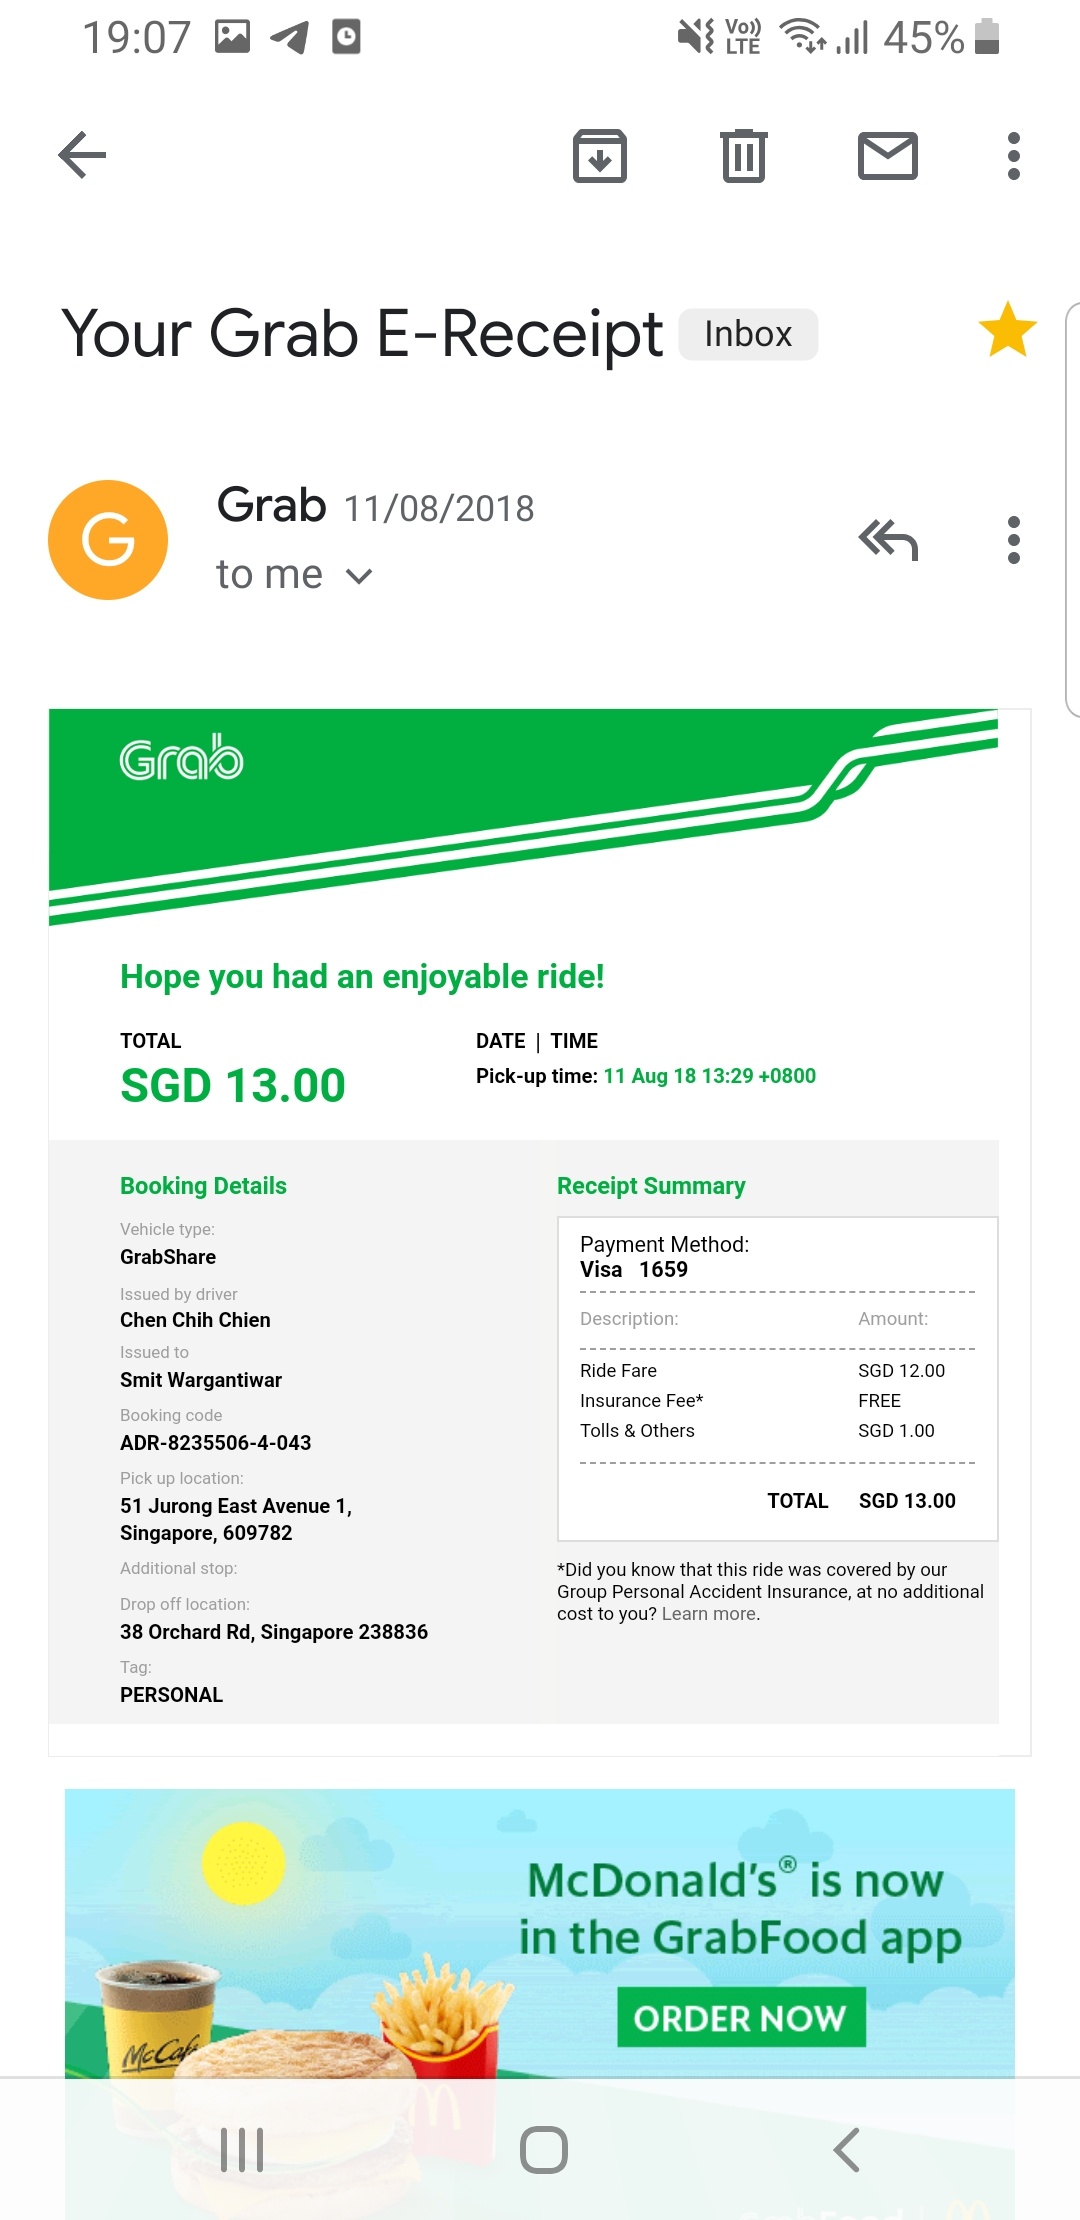 19:07
Vo)) LTE
45%
Your Grab E-Receipt Inbox
G
Grab 11/08/2018
to me
Grab
Hope you had an enjoyable ride!
TOTAL
SGD 13.00
DATE | TIME
Pick-up time: 11 Aug 18 13:29 +0800
Booking Details
Vehicle type:
GrabShare
Issued by driver
Chen Chih Chien
Issued to
Smit Wargantiwar
Booking code
ADR-8235506-4-043
Pick up location:
51 Jurong East Avenue 1,
Singapore, 609782
Additional stop:
Drop off location:
38 Orchard Rd, Singapore 238836
Tag:
PERSONAL
Receipt Summary
Payment Method:
Visa 1659
Description: Amount:
Ride Fare SGD 12.00
Insurance Fee* FREE
Tolls & Others SGD 1.00
TOTAL SGD 13.00
*Did you know that this ride was covered by our
Group Personal Accident Insurance, at no additional
cost to you? Learn more.
McDonald's® is now
in the GrabFood app
ORDER NOW
McCafé